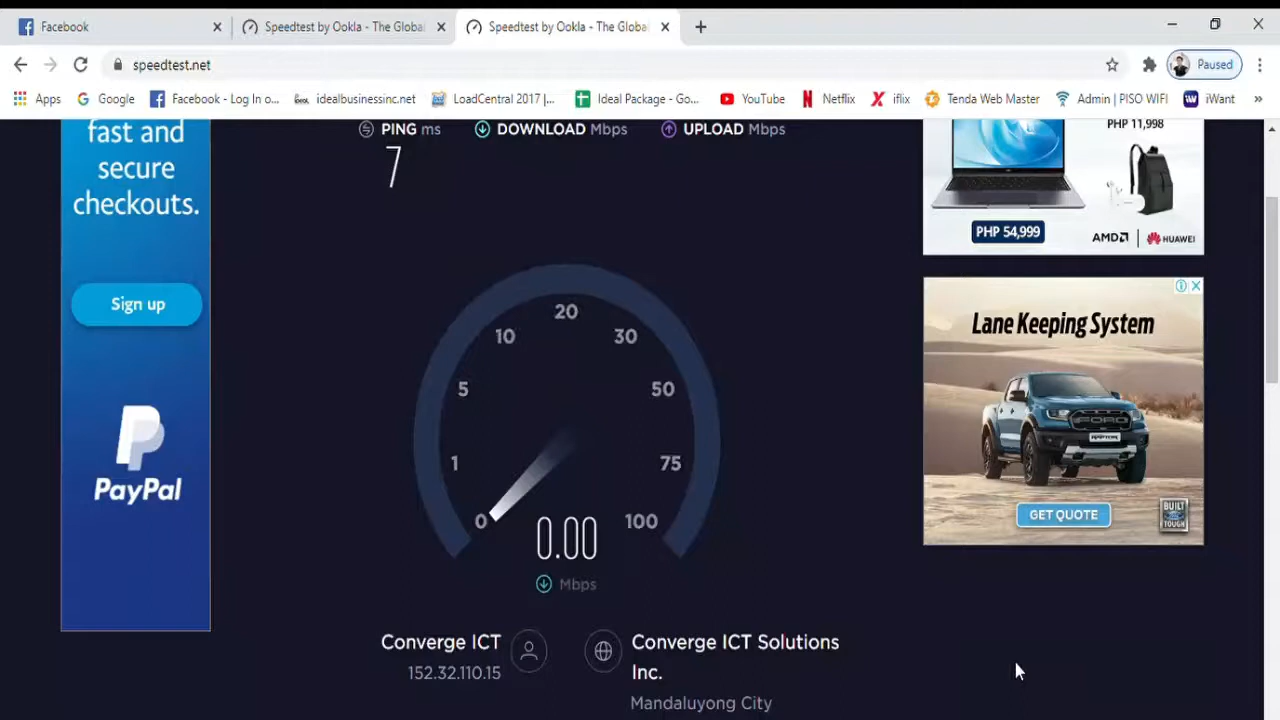 Facebook
Speedtest by Ookla - The Global
Speedtest by Ookla - The Global
speedtest.net
Paused
Apps
Google
Facebook - Log In o...
idealbusinessinc.net
LoadCentral 2017 |...
Ideal Package - Go...
YouTube
Netflix
iflix
Tenda Web Master
Admin | PISO WIFI
iWant
»
fast and
secure
checkouts.
Sign up
PayPal
PING ms
DOWNLOAD Mbps
UPLOAD Mbps
7
0
1
5
10
20
30
50
75
100
0.00
Mbps
Converge ICT
152.32.110.15
Converge ICT Solutions
Inc.
Mandaluyong City
PHP 11,998
PHP 54,999
AMD
HUAWEI
Lane Keeping System
FORD
GET QUOTE
BUILT
TOUGH